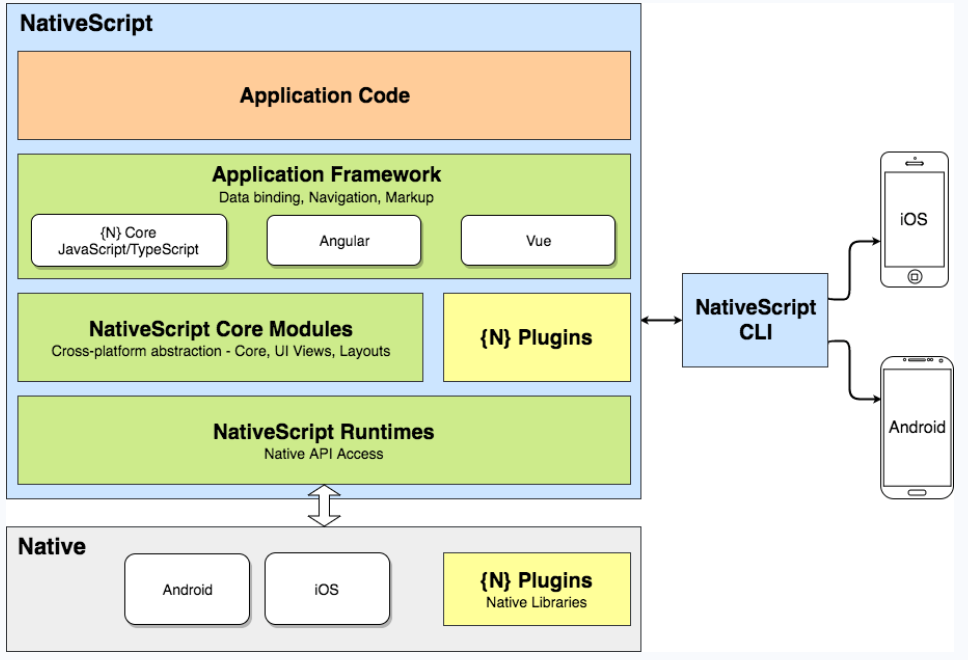 NativeScript
Application Code
Application Framework
Data binding, Navigation, Markup
{N} Core
JavaScript/TypeScript
Angular
Vue
NativeScript Core Modules
Cross-platform abstraction - Core, UI Views, Layouts
{N} Plugins
NativeScript Runtimes
Native API Access
NativeScript
CLI
iOS
Android
Native
Android
iOS
{N} Plugins
Native Libraries